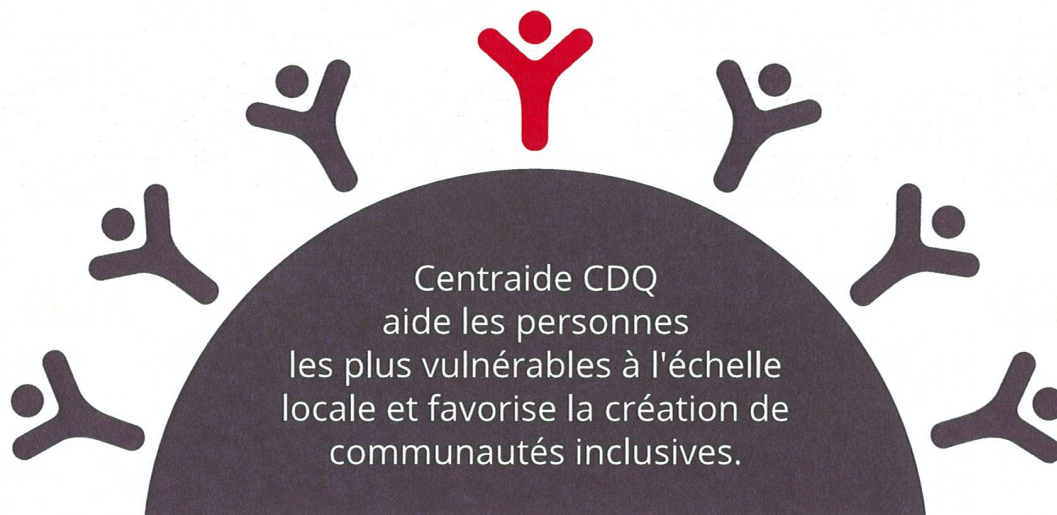 Centraide CDQ
aide les personnes
les plus vulnérables à l'échelle
locale et favorise la création de
communautés inclusives.